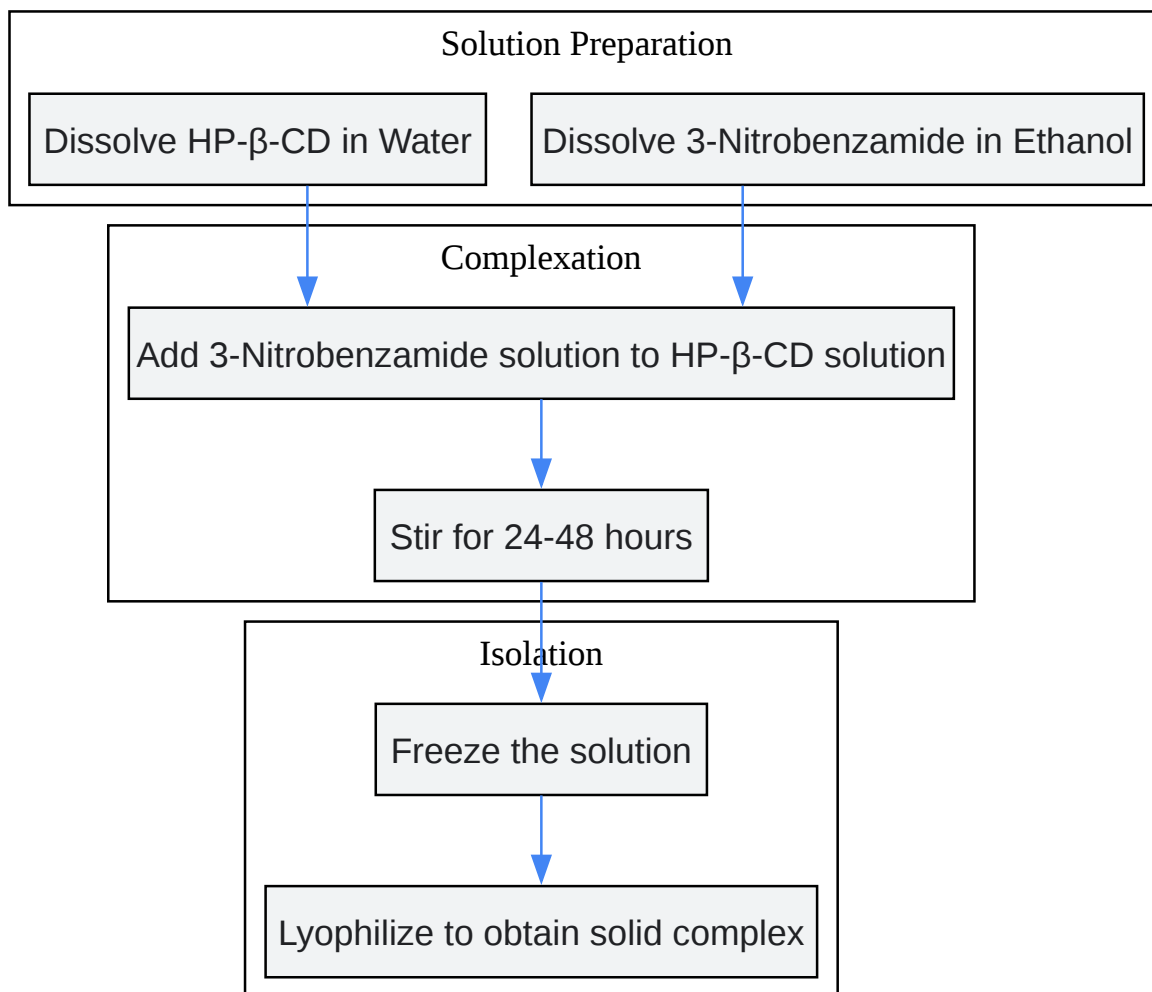 Solution Preparation
Dissolve HP-β-CD in Water
Dissolve 3-Nitrobenzamide in Ethanol
Complexation
Add 3-Nitrobenzamide solution to HP-β-CD solution
Stir for 24-48 hours
Isolation
Freeze the solution
Lyophilize to obtain solid complex